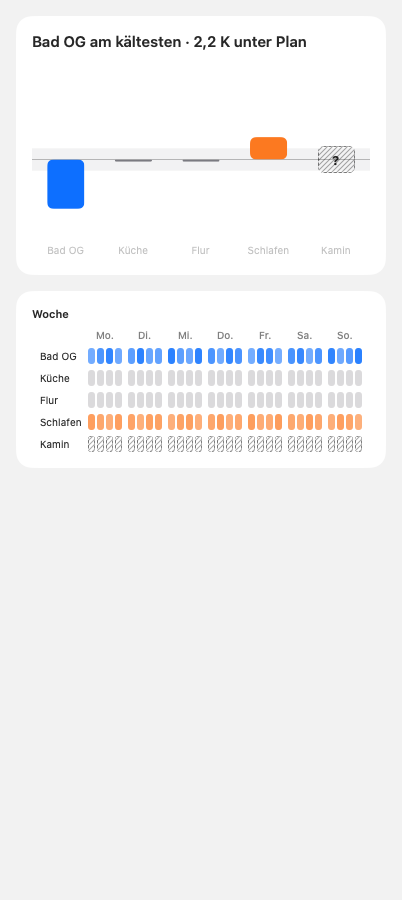 Bad OG am kältesten · 2,2 K unter Plan
?
Bad OG Küche Flur Schlafen Kamin
Woche
Mo. Di. Mi. Do. Fr. Sa. So.
Bad OG
Küche
Flur
Schlafen
Kamin